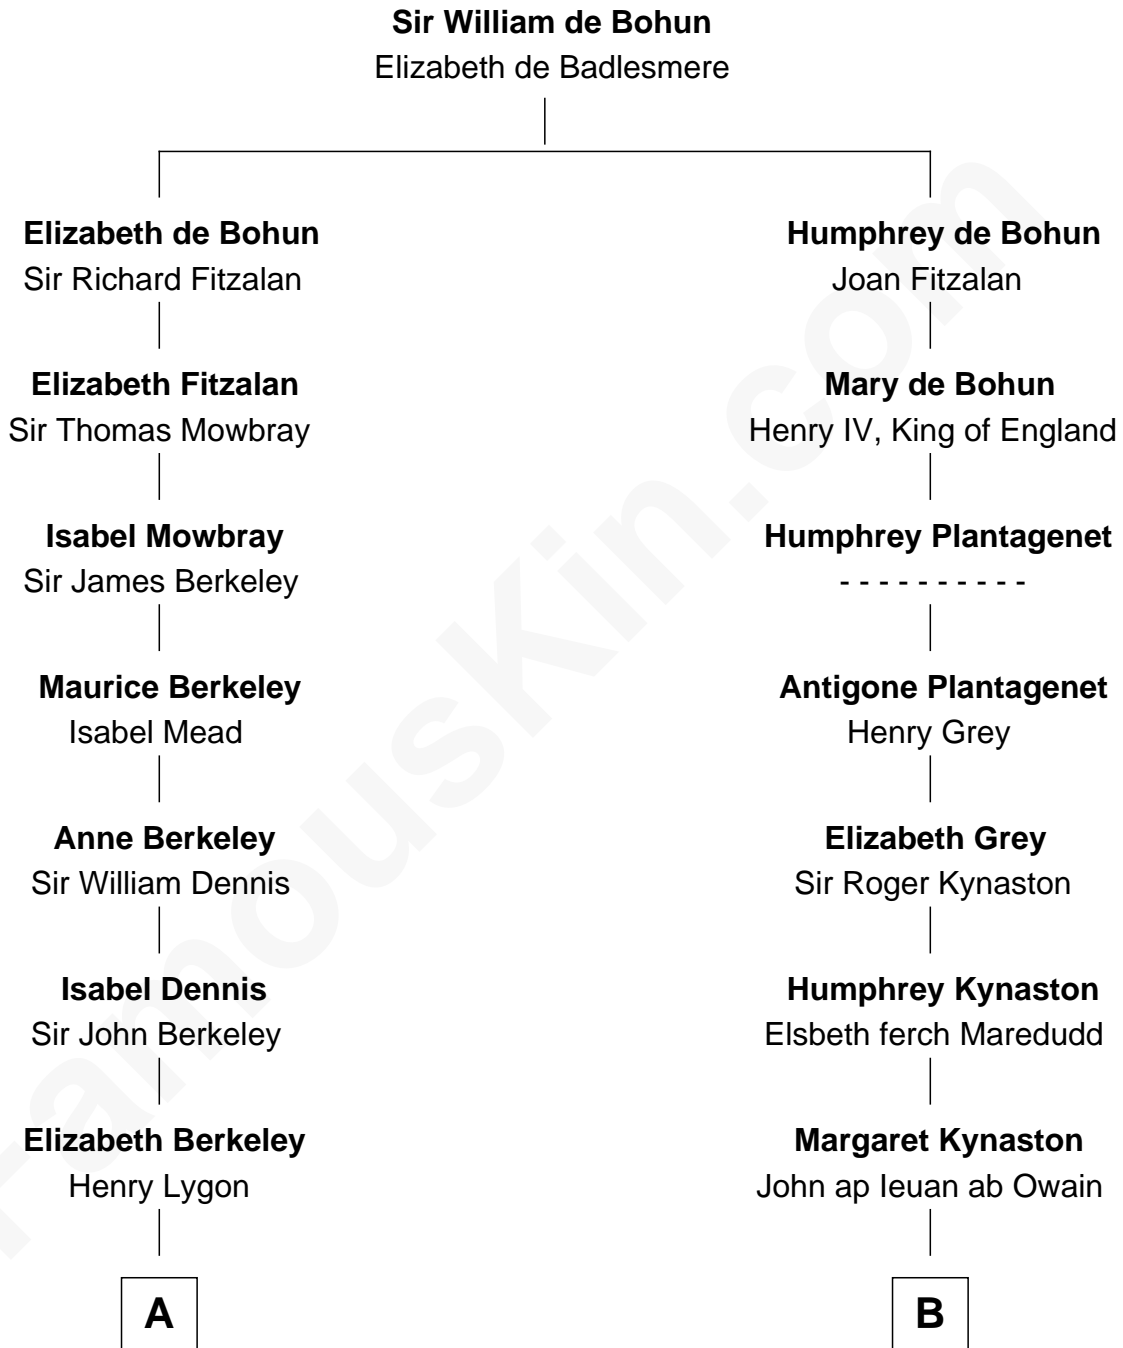 Sir William de Bohun
Elizabeth de Badlesmere
Elizabeth de Bohun
Sir Richard Fitzalan
Humphrey de Bohun
Joan Fitzalan
Elizabeth Fitzalan
Sir Thomas Mowbray
Mary de Bohun
Henry IV, King of England
Isabel Mowbray
Sir James Berkeley
Humphrey Plantagenet
- - - - - - - - - -
Maurice Berkeley
Isabel Mead
Antigone Plantagenet
Henry Grey
Anne Berkeley
Sir William Dennis
Elizabeth Grey
Sir Roger Kynaston
Isabel Dennis
Sir John Berkeley
Humphrey Kynaston
Elsbeth ferch Maredudd
Elizabeth Berkeley
Henry Lygon
Margaret Kynaston
John ap Ieuan ab Owain
A
B
FamousKin.com